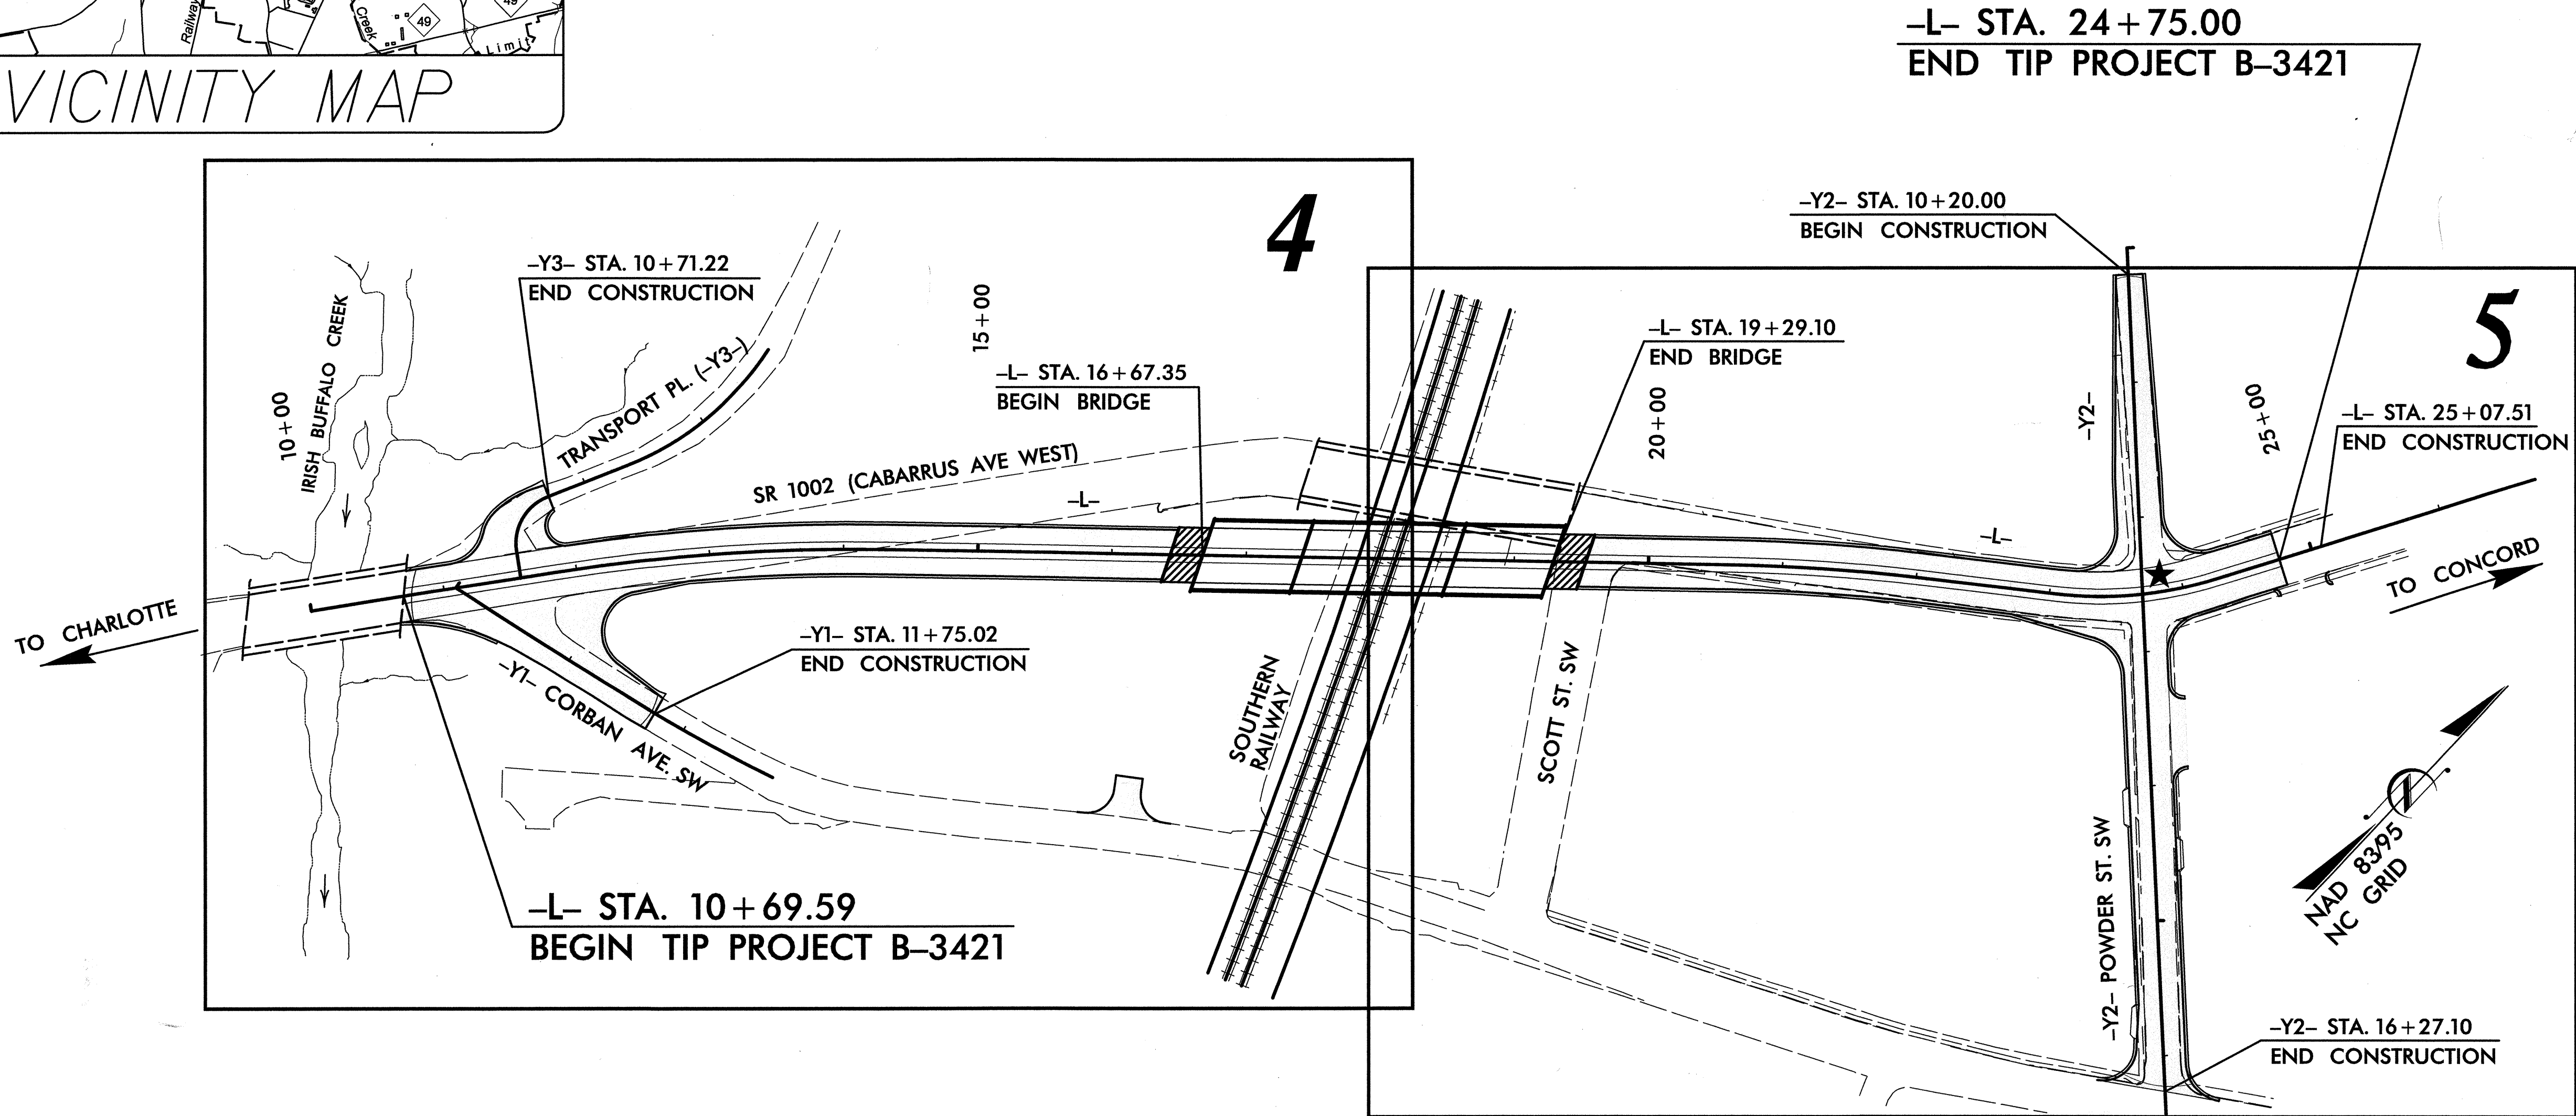 Railway
Creek
49
49
Limit
VICINITY MAP
–L– STA. 24+75.00
END TIP PROJECT B–3421
4
–Y2– STA. 10+20.00
BEGIN CONSTRUCTION
–Y3– STA. 10+71.22
END CONSTRUCTION
5
15+00
10+00
IRISH BUFFALO CREEK
TRANSPORT PL. (–Y3–)
–L– STA. 16+67.35
BEGIN BRIDGE
–L– STA. 19+29.10
END BRIDGE
20+00
–Y2–
25+00
–L– STA. 25+07.51
END CONSTRUCTION
SR 1002 (CABARRUS AVE WEST)
–L–
–L–
TO CHARLOTTE
TO CONCORD
–Y1– STA. 11+75.02
END CONSTRUCTION
–Y1– CORBAN AVE. SW
SOUTHERN
RAILWAY
SCOTT ST. SW
–Y2– POWDER ST. SW
NAD 83/95
NC GRID
–L– STA. 10+69.59
BEGIN TIP PROJECT B–3421
–Y2– STA. 16+27.10
END CONSTRUCTION